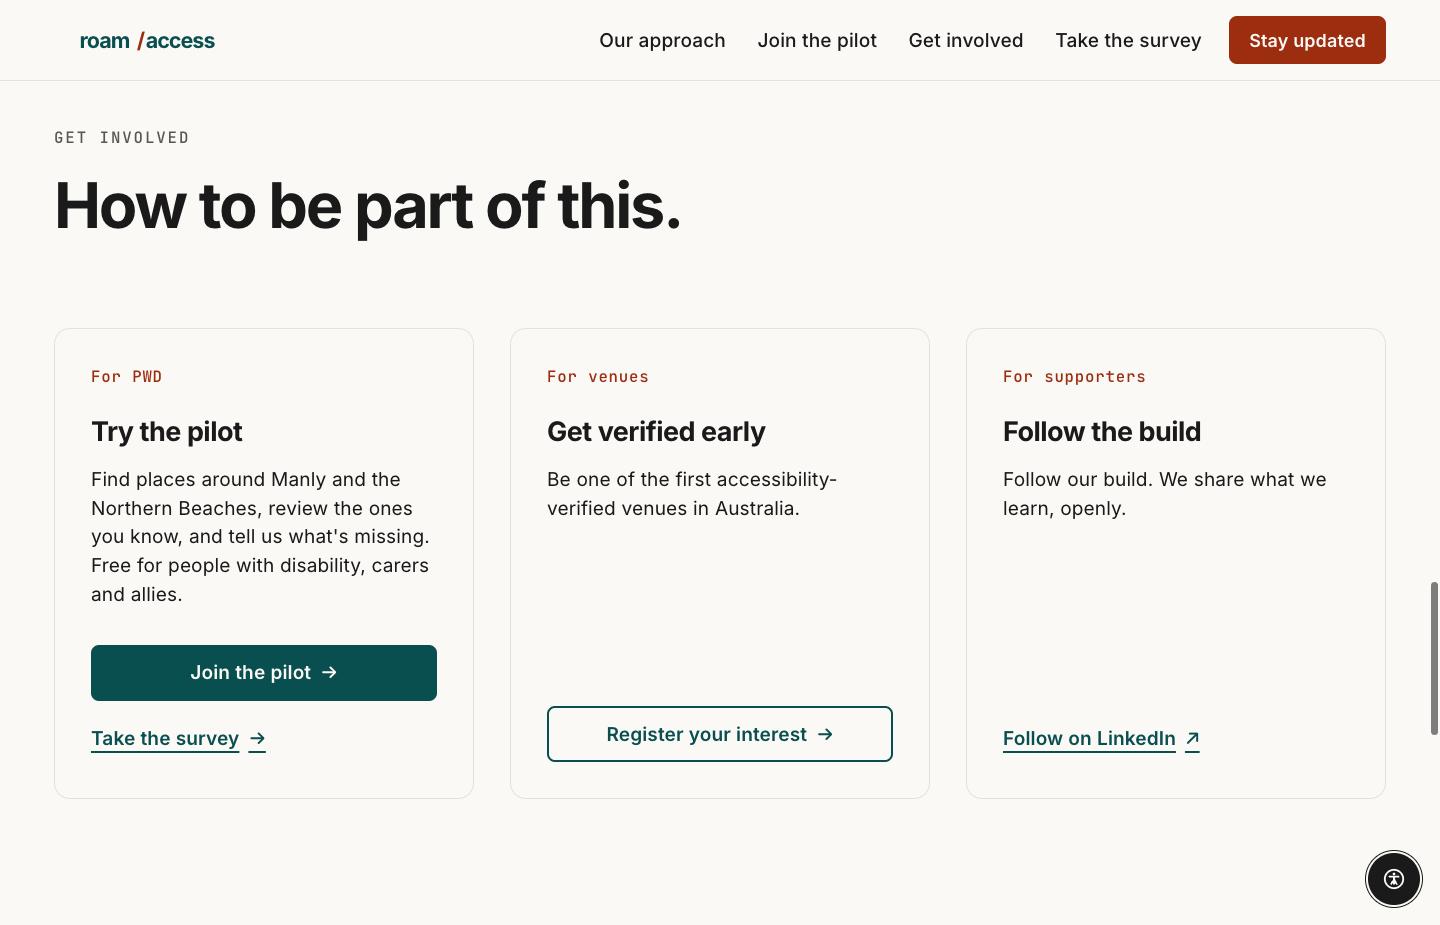 roam /access
Our approach
Join the pilot
Get involved
Take the survey
Stay updated
GET INVOLVED
How to be part of this.
For PWD
Try the pilot
Find places around Manly and the
Northern Beaches, review the ones
you know, and tell us what's missing.
Free for people with disability, carers
and allies.
Join the pilot →
Take the survey →
For venues
Get verified early
Be one of the first accessibility-
verified venues in Australia.
Register your interest →
For supporters
Follow the build
Follow our build. We share what we
learn, openly.
Follow on LinkedIn ↗